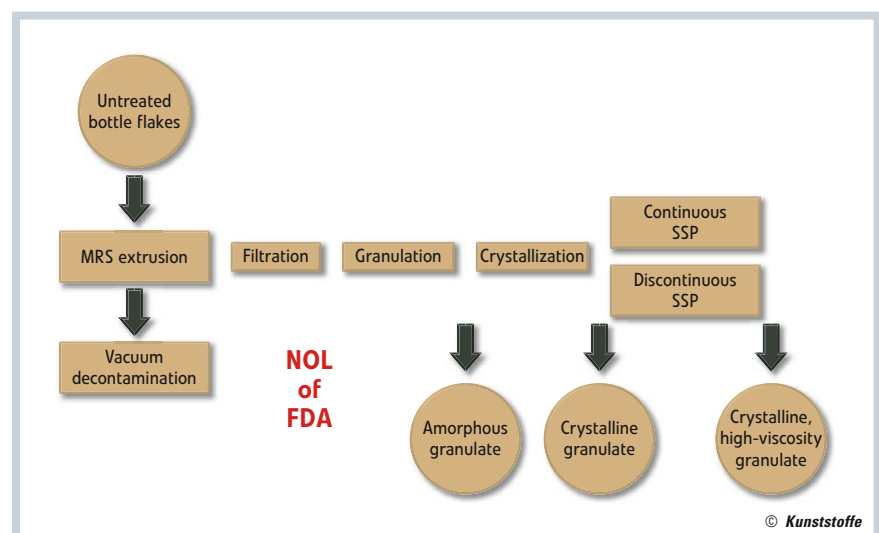 Untreated
bottle flakes
MRS extrusion
Filtration
Granulation
Crystallization
Continuous
SSP
Discontinuous
SSP
Vacuum
decontamination
NOL
of
FDA
Amorphous
granulate
Crystalline
granulate
Crystalline,
high-viscosity
granulate
© Kunststoffe